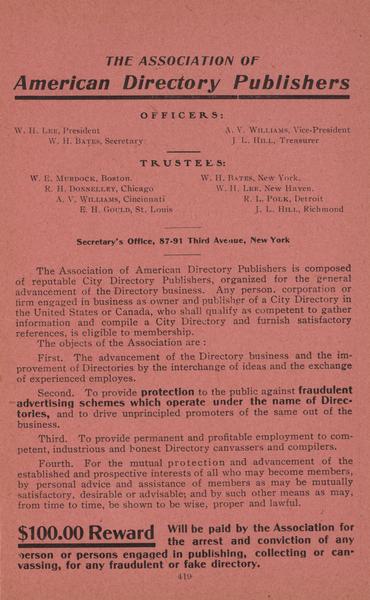 THE ASSOCIATION OF
American Directory Publishers
OFFICERS:
W. H. LEE, President
A. V. WILLIAMS, Vice-President
W. H. BATES, Secretary
J. L. HILL, Treasurer
TRUSTEES:
W. E. MURDOCK, Boston.
W. H. BATES, New York.
R. H. DONNELLEY, Chicago
W. H. LEE, New Haven.
A. V. WILLIAMS, Cincinnati
R. L. POLK, Detroit
E. H. GOULD, St. Louis
J. L. HILL, Richmond
Secretary's Office, 87-91 Third Avenue, New York
The Association of American Directory Publishers is composed
of reputable City Directory Publishers, organized for the general
advancement of the Directory business. Any person, corporation or
firm engaged in business as owner and publisher of a City Directory in
the United States or Canada, who shall qualify as competent to gather
information and compile a City Directory and furnish satisfactory
references, is eligible to membership.
The objects of the Association are :
First. The advancement of the Directory business and the im-
provement of Directories by the interchange of ideas and the exchange
of experienced employes.
Second. To provide protection to the public against fraudulent
advertising schemes which operate under the name of Direc-
tories, and to drive unprincipled promoters of the same out of the
business.
Third. To provide permanent and profitable employment to com-
petent, industrious and honest Directory canvassers and compilers.
Fourth. For the mutual protection and advancement of the
established and prospective interests of all who may become members,
by personal advice and assistance of members as may be mutually
satisfactory, desirable or advisable; and by such other means as may,
from time to time, be shown to be wise, proper and lawful.
$100.00 Reward Will be paid by the Association for
the arrest and conviction of any
person or persons engaged in publishing, collecting or can-
vassing, for any fraudulent or fake directory.
419